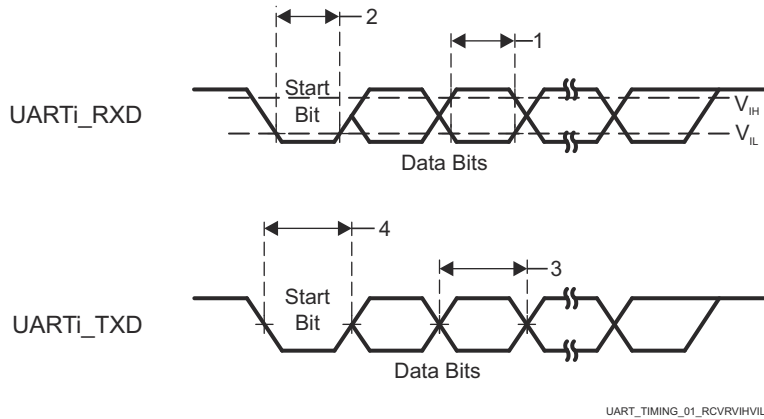 2
1
UARTi_RXD
Start
Bit
VIH
VIL
Data Bits
4
3
UARTi_TXD
Start
Bit
Data Bits
UART_TIMING_01_RCVRVIHVIL